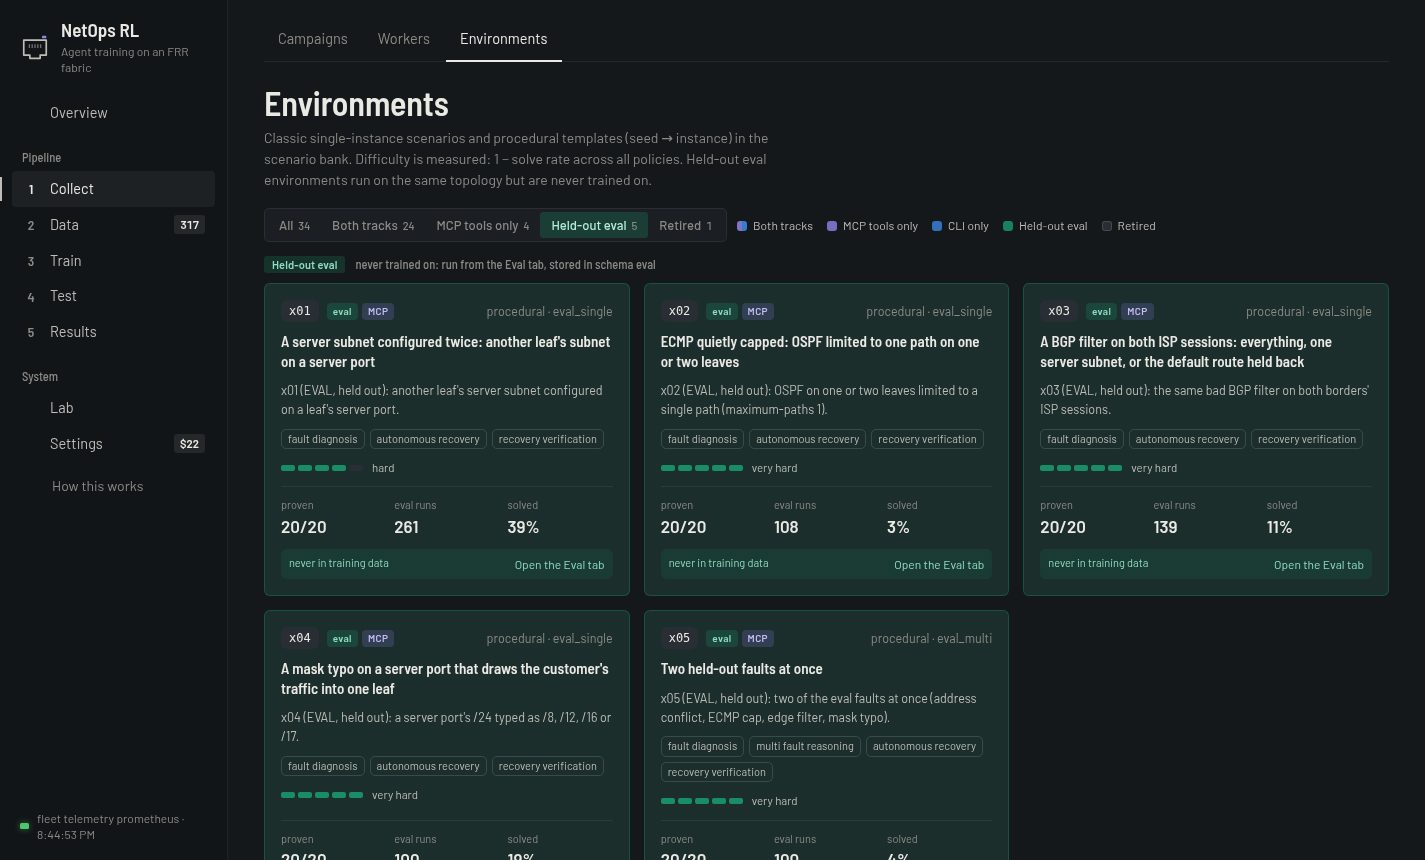 NetOps RL
Agent training on an FRR
fabric
Overview
Pipeline
1 Collect
2 Data 317
3 Train
4 Test
5 Results
System
Lab
Settings $22
How this works
fleet telemetry prometheus ·
8:44:53 PM
Campaigns Workers Environments
Environments
Classic single-instance scenarios and procedural templates (seed → instance) in the
scenario bank. Difficulty is measured: 1 − solve rate across all policies. Held-out eval
environments run on the same topology but are never trained on.
All 34 Both tracks 24 MCP tools only 4 Held-out eval 5 Retired 1
Both tracks MCP tools only CLI only Held-out eval Retired
Held-out eval never trained on: run from the Eval tab, stored in schema eval
x01 eval MCP procedural · eval_single
A server subnet configured twice: another leaf's subnet
on a server port
x01 (EVAL, held out): another leaf's server subnet configured
on a leaf's server port.
fault diagnosis autonomous recovery recovery verification
hard
proven eval runs solved
20/20 261 39%
never in training data Open the Eval tab
x02 eval MCP procedural · eval_single
ECMP quietly capped: OSPF limited to one path on one
or two leaves
x02 (EVAL, held out): OSPF on one or two leaves limited to a
single path (maximum-paths 1).
fault diagnosis autonomous recovery recovery verification
very hard
proven eval runs solved
20/20 108 3%
never in training data Open the Eval tab
x03 eval MCP procedural · eval_single
A BGP filter on both ISP sessions: everything, one
server subnet, or the default route held back
x03 (EVAL, held out): the same bad BGP filter on both borders'
ISP sessions.
fault diagnosis autonomous recovery recovery verification
very hard
proven eval runs solved
20/20 139 11%
never in training data Open the Eval tab
x04 eval MCP procedural · eval_single
A mask typo on a server port that draws the customer's
traffic into one leaf
x04 (EVAL, held out): a server port's /24 typed as /8, /12, /16 or
/17.
fault diagnosis autonomous recovery recovery verification
very hard
proven eval runs solved
20/20 100 19%
x05 eval MCP procedural · eval_multi
Two held-out faults at once
x05 (EVAL, held out): two of the eval faults at once (address
conflict, ECMP cap, edge filter, mask typo).
fault diagnosis multi fault reasoning autonomous recovery
recovery verification
very hard
proven eval runs solved
20/20 100 4%